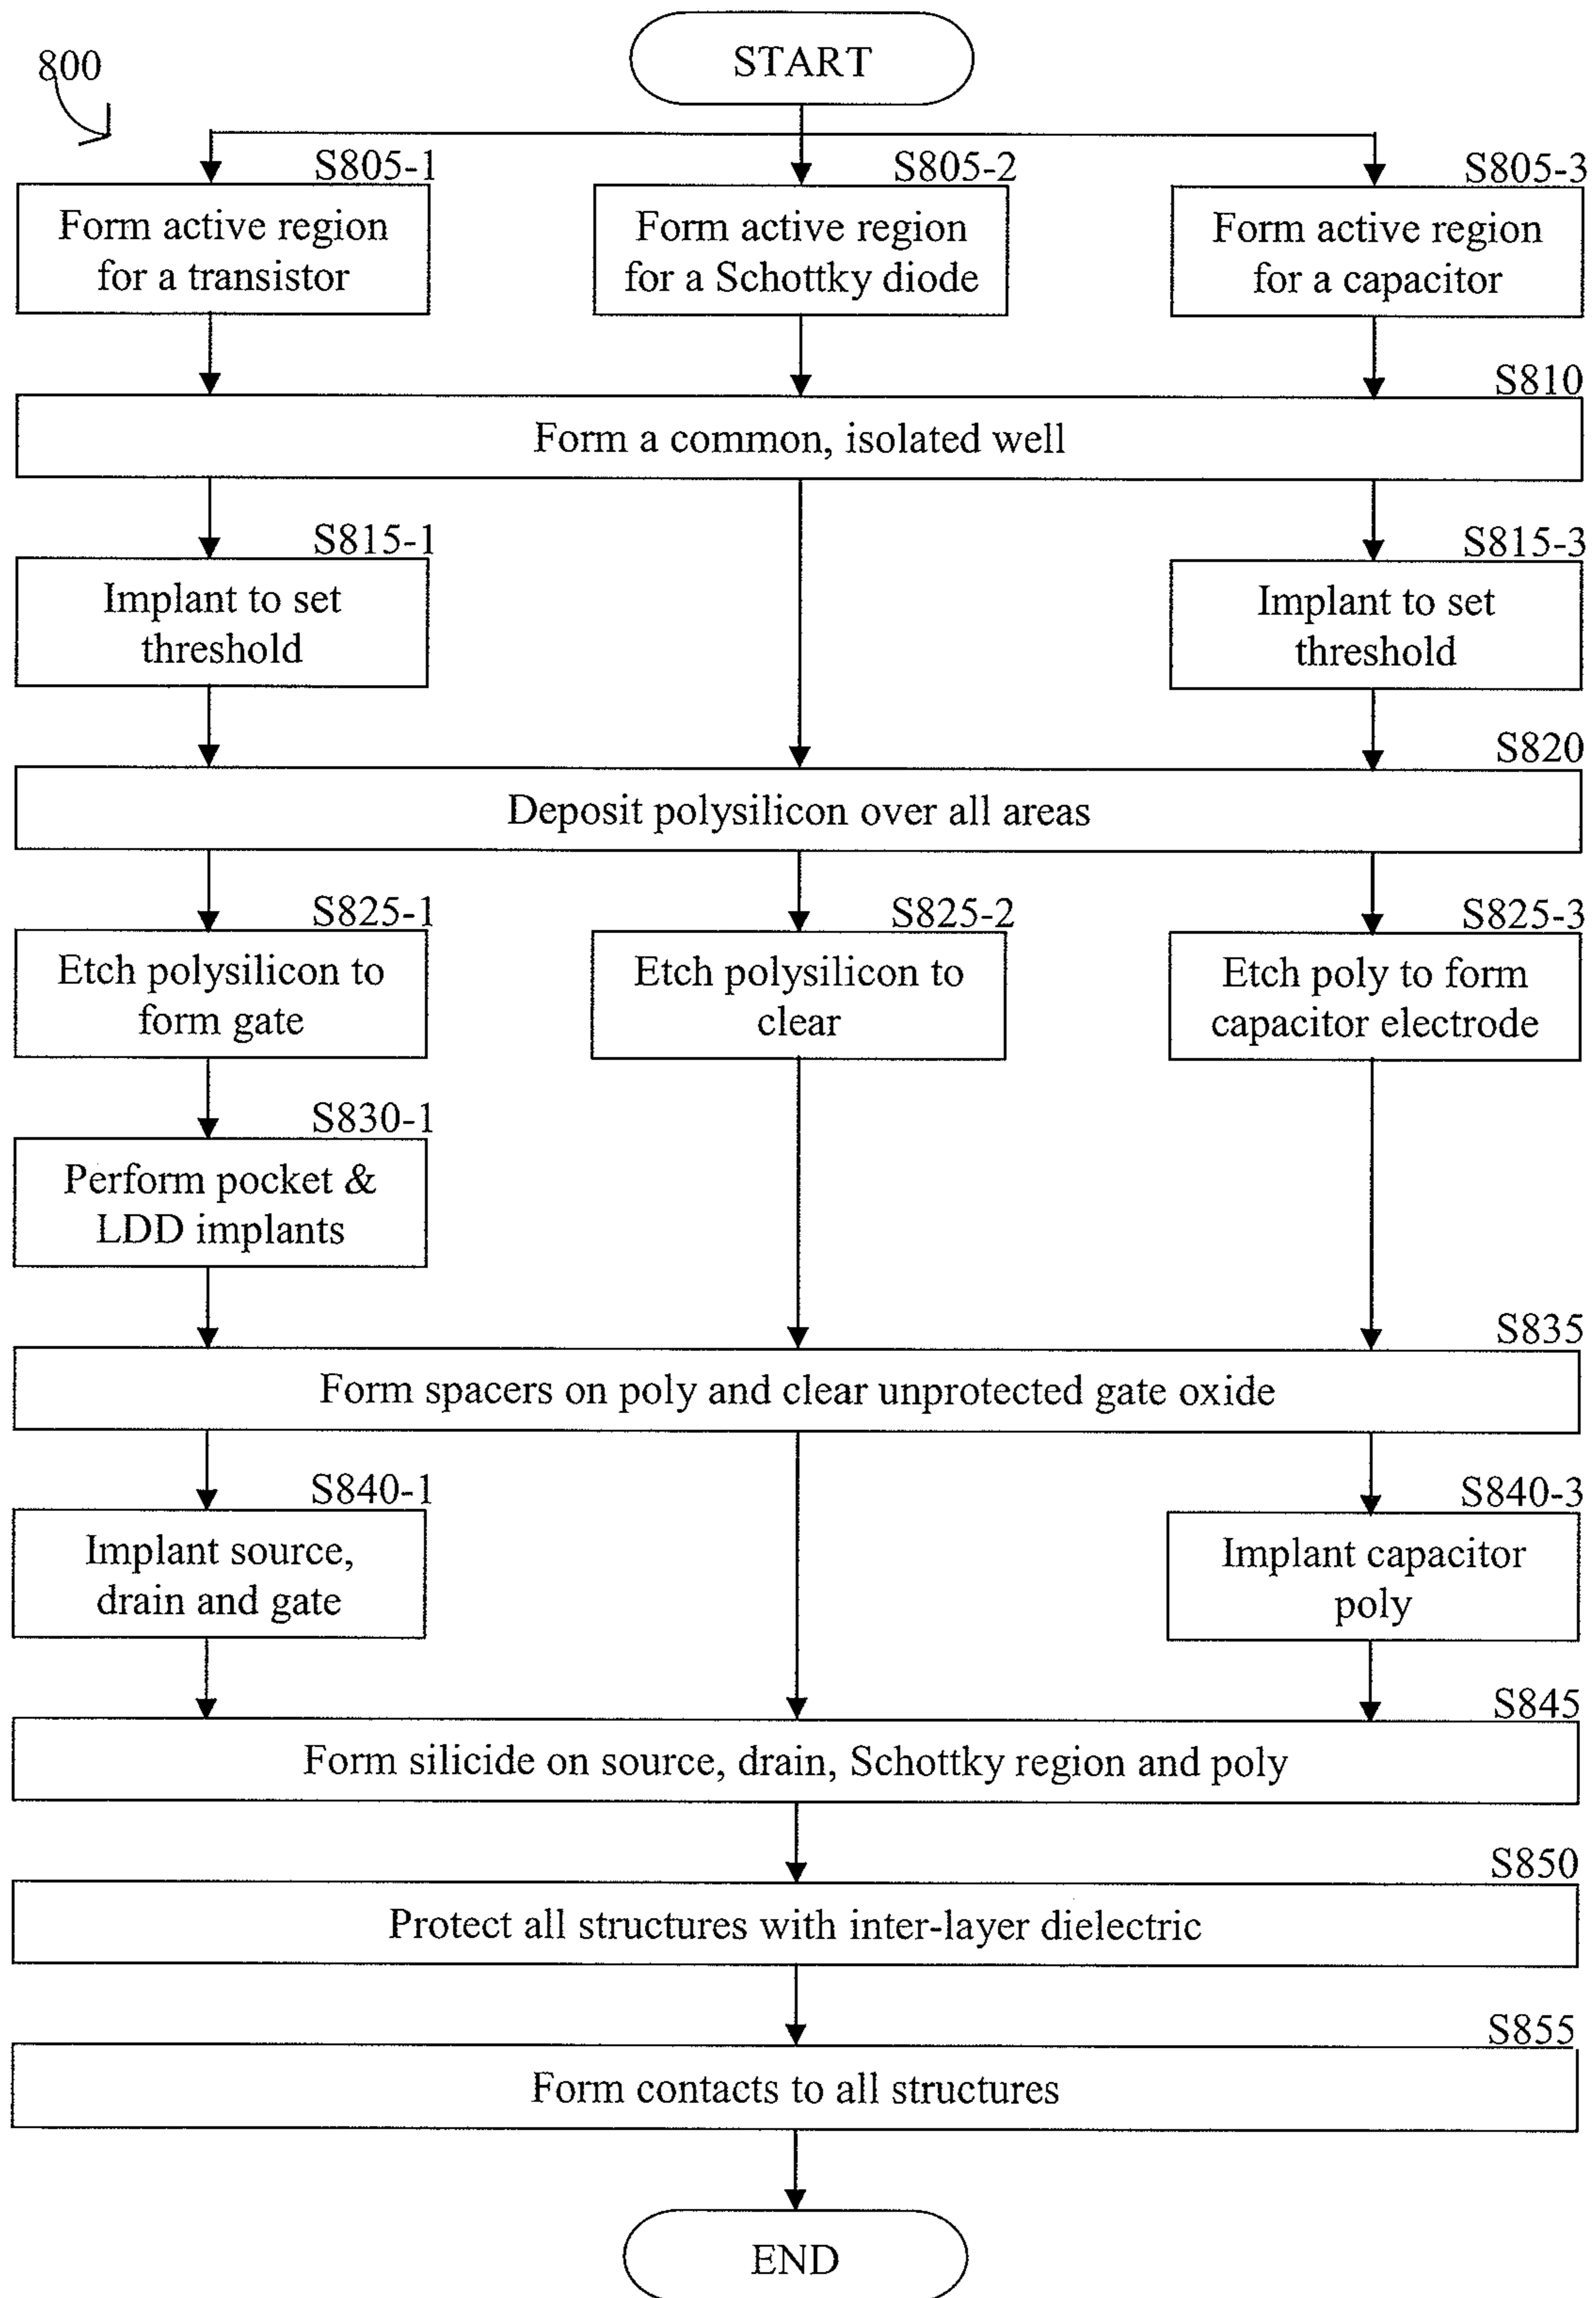 800
START
S805-1
S805-2
S805-3
Form active region
for a transistor
Form active region
for a Schottky diode
Form active region
for a capacitor
S810
Form a common, isolated well
S815-1
S815-3
Implant to set
threshold
Implant to set
threshold
S820
Deposit polysilicon over all areas
S825-1
S825-2
S825-3
Etch polysilicon to
form gate
Etch polysilicon to
clear
Etch poly to form
capacitor electrode
S830-1
Perform pocket &
LDD implants
S835
Form spacers on poly and clear unprotected gate oxide
S840-1
S840-3
Implant source,
drain and gate
Implant capacitor
poly
S845
Form silicide on source, drain, Schottky region and poly
S850
Protect all structures with inter-layer dielectric
S855
Form contacts to all structures
END